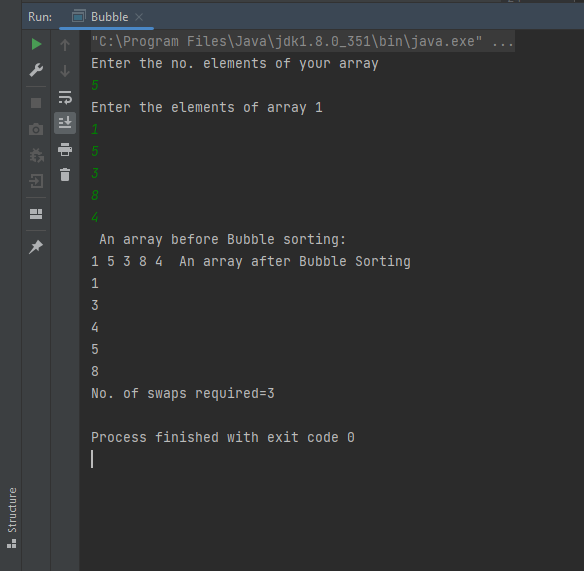 Run: Bubble
"C:\Program Files\Java\jdk1.8.0_351\bin\java.exe" ...
Enter the no. elements of your array
5
Enter the elements of array 1
1
5
3
8
4
An array before Bubble sorting:
1 5 3 8 4  An array after Bubble Sorting
1
3
4
5
8
No. of swaps required=3
Process finished with exit code 0
Structure